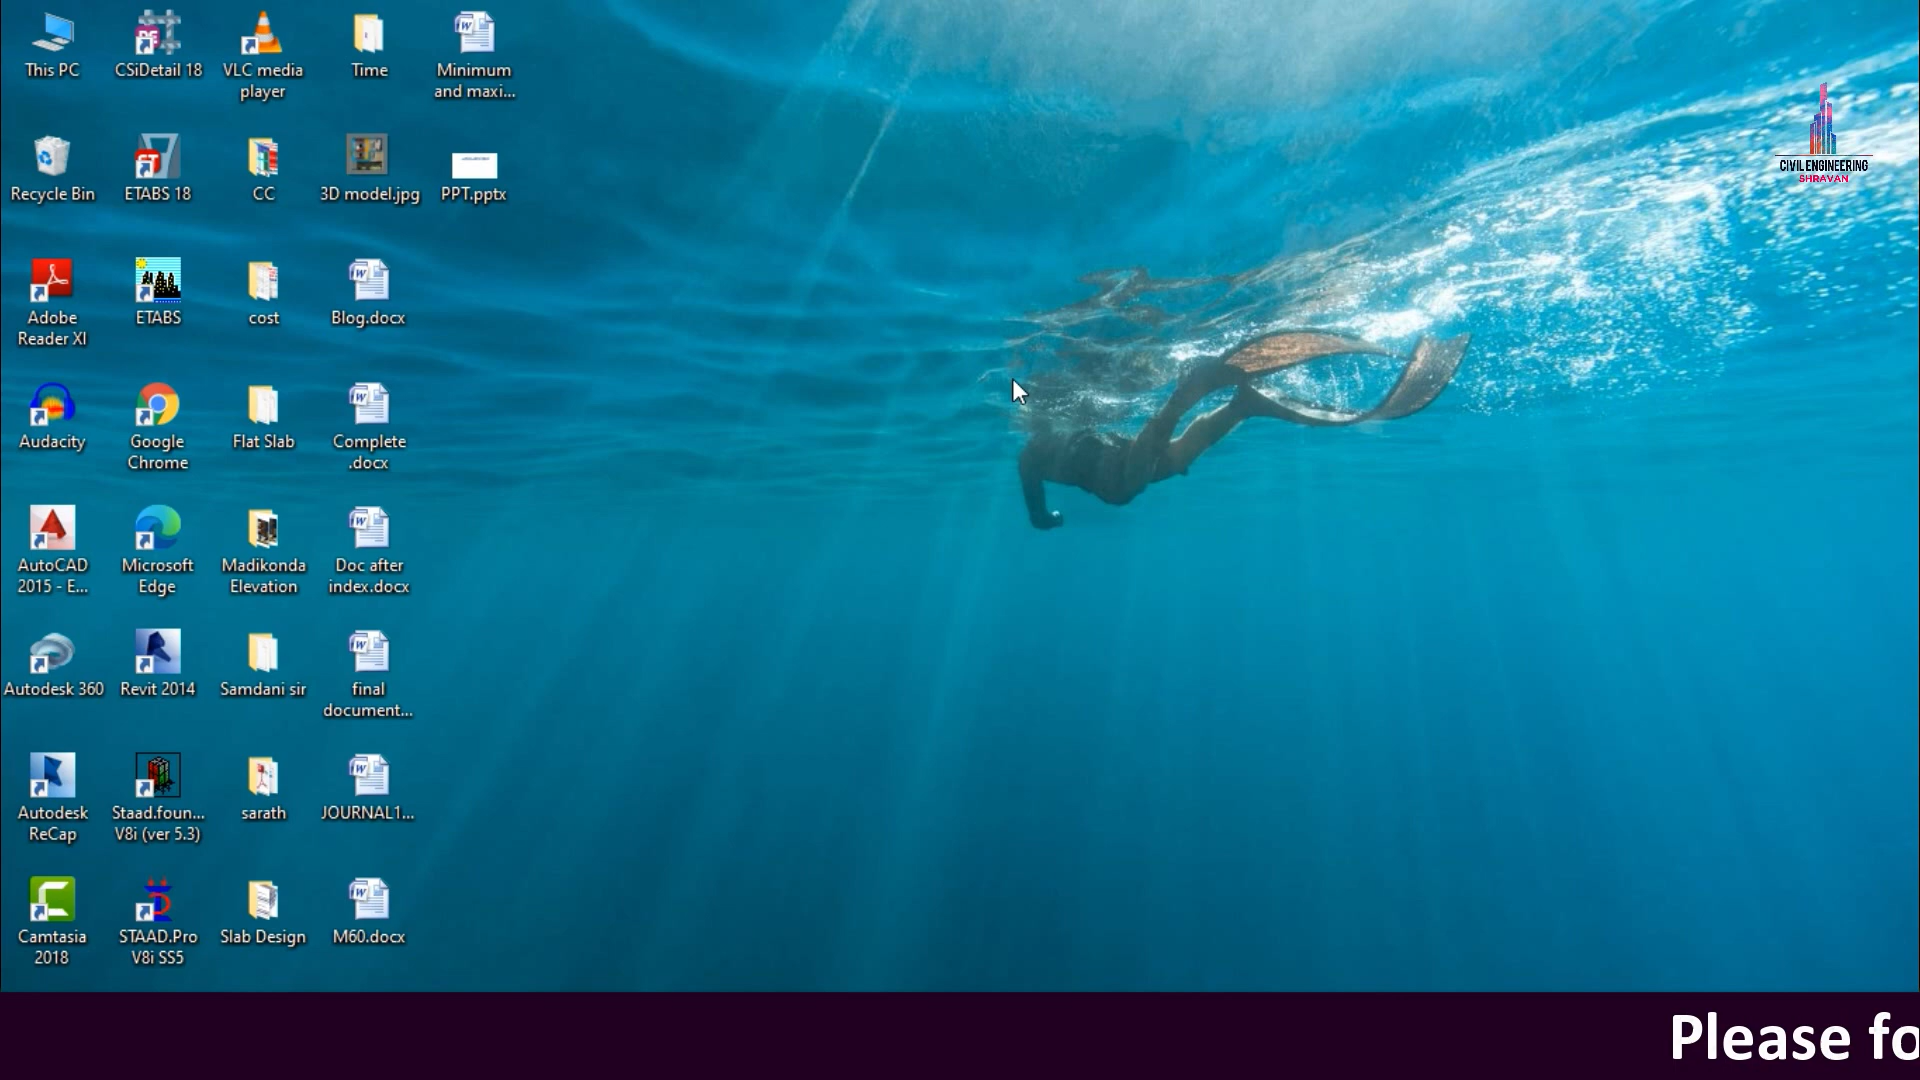 This PC
CSiDetail 18
VLC media
player
Time
Minimum
and maxi...
Recycle Bin
ETABS 18
CC
3D model.jpg
PPT.pptx
Adobe
Reader XI
ETABS
cost
Blog.docx
Audacity
Google
Chrome
Flat Slab
Complete
.docx
AutoCAD
2015 - E...
Microsoft
Edge
Madikonda
Elevation
Doc after
index.docx
Autodesk 360
Revit 2014
Samdani sir
final
document...
Autodesk
ReCap
Staad.foun...
V8i (ver 5.3)
sarath
JOURNAL1...
Camtasia
2018
STAAD.Pro
V8i SS5
Slab Design
M60.docx
CIVIL ENGINEERING
SHRAVAN
Please fo